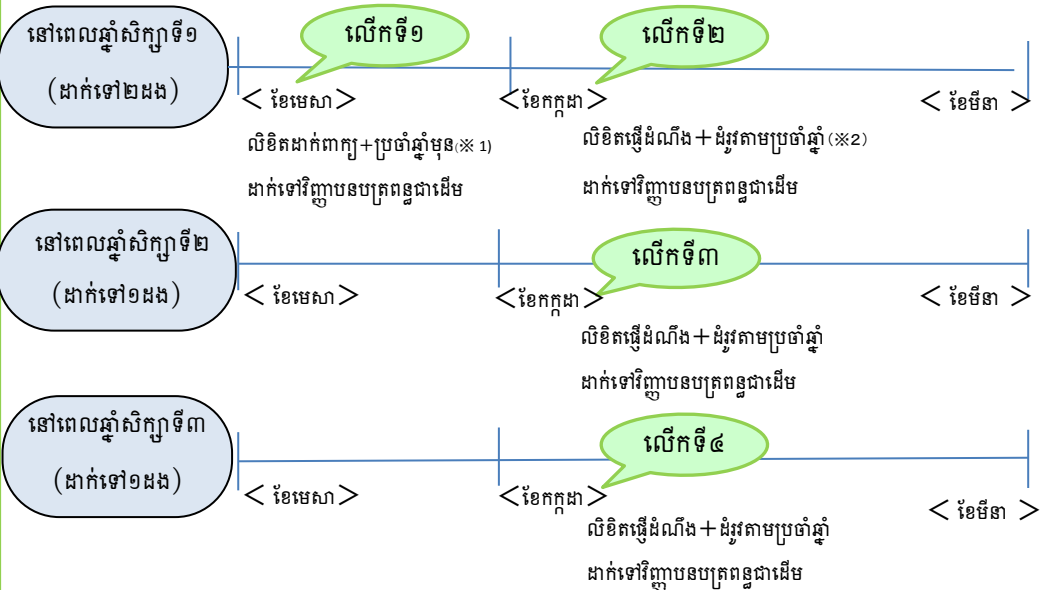 នៅពេលឆ្នាំសិក្សាទី១
(ដាក់ទៅ២ដង)
លើកទី១
លើកទី២
< ខែមេសា >
< ខែកក្កដា >
< ខែមីនា >
លិខិតដាក់ពាក្យ+ប្រចាំឆ្នាំមុន(※ 1)
ដាក់ទៅវិញ្ញាបនបត្រពន្ធជាដើម
លិខិតផ្ញើដំណឹង+ដំរូវតាមប្រចាំឆ្នាំ(※2)
ដាក់ទៅវិញ្ញាបនបត្រពន្ធជាដើម
នៅពេលឆ្នាំសិក្សាទី២
(ដាក់ទៅ១ដង)
លើកទី៣
< ខែមេសា >
< ខែកក្កដា >
< ខែមីនា >
លិខិតផ្ញើដំណឹង+ដំរូវតាមប្រចាំឆ្នាំ
ដាក់ទៅវិញ្ញាបនបត្រពន្ធជាដើម
នៅពេលឆ្នាំសិក្សាទី៣
(ដាក់ទៅ១ដង)
លើកទី៤
< ខែមេសា >
< ខែកក្កដា >
< ខែមីនា >
លិខិតផ្ញើដំណឹង+ដំរូវតាមប្រចាំឆ្នាំ
ដាក់ទៅវិញ្ញាបនបត្រពន្ធជាដើម